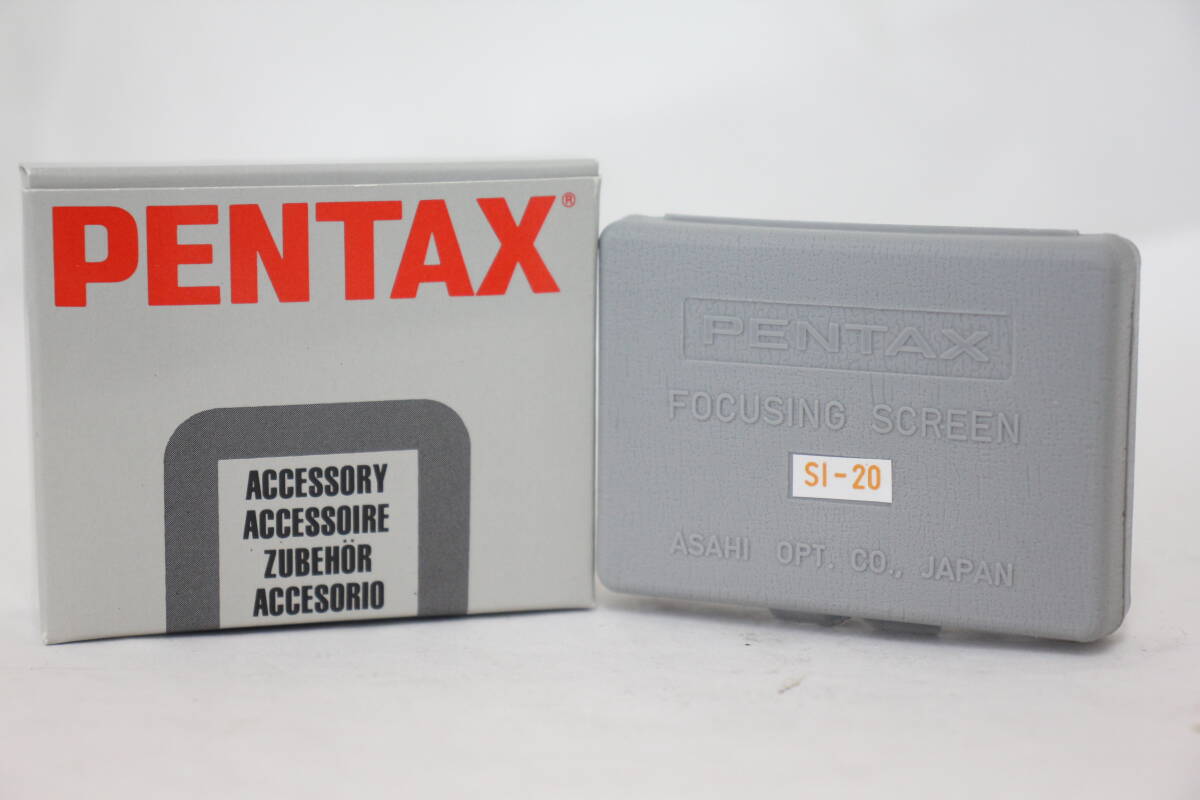 PENTAX®
ACCESSORY
ACCESSOIRE
ZUBEHÖR
ACCESORIO
PENTAX
FOCUSING SCREEN
SI-20
ASAHI OPT. CO., JAPAN